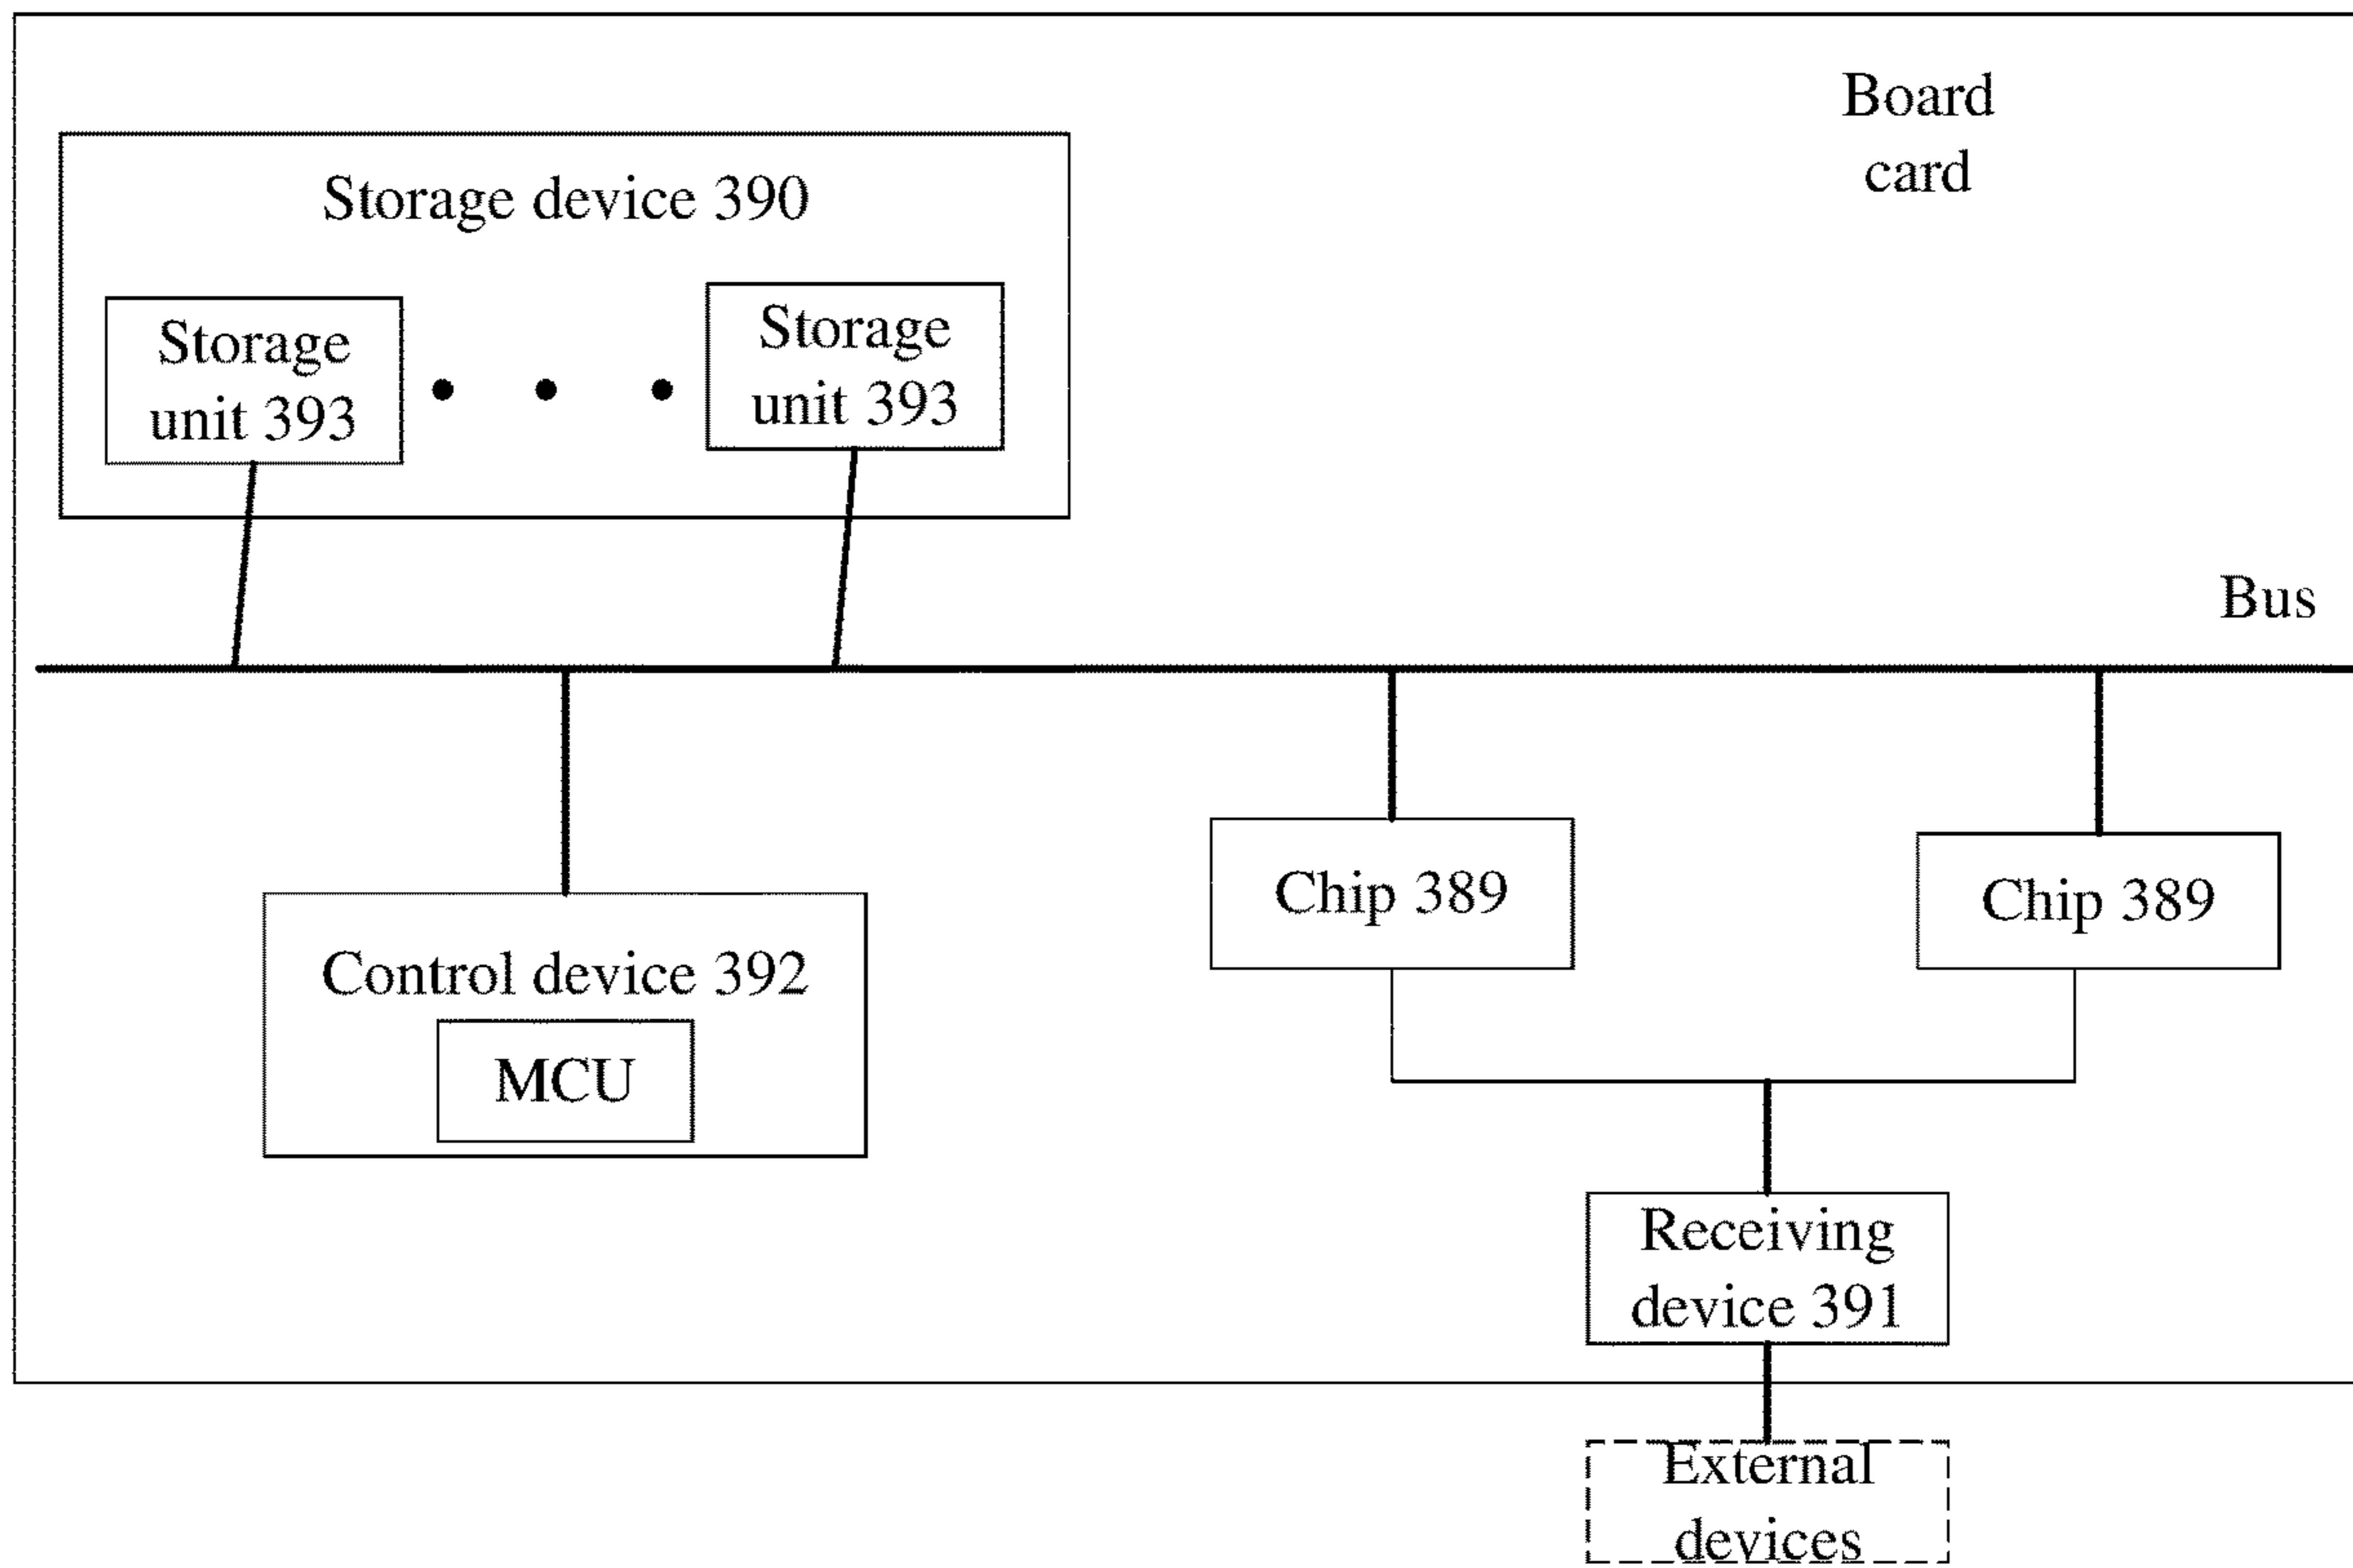 Board
card
Storage device 390
Storage
unit 393
Storage
unit 393
Bus
Chip 389
Chip 389
Control device 392
MCU
Receiving
device 391
External
devices